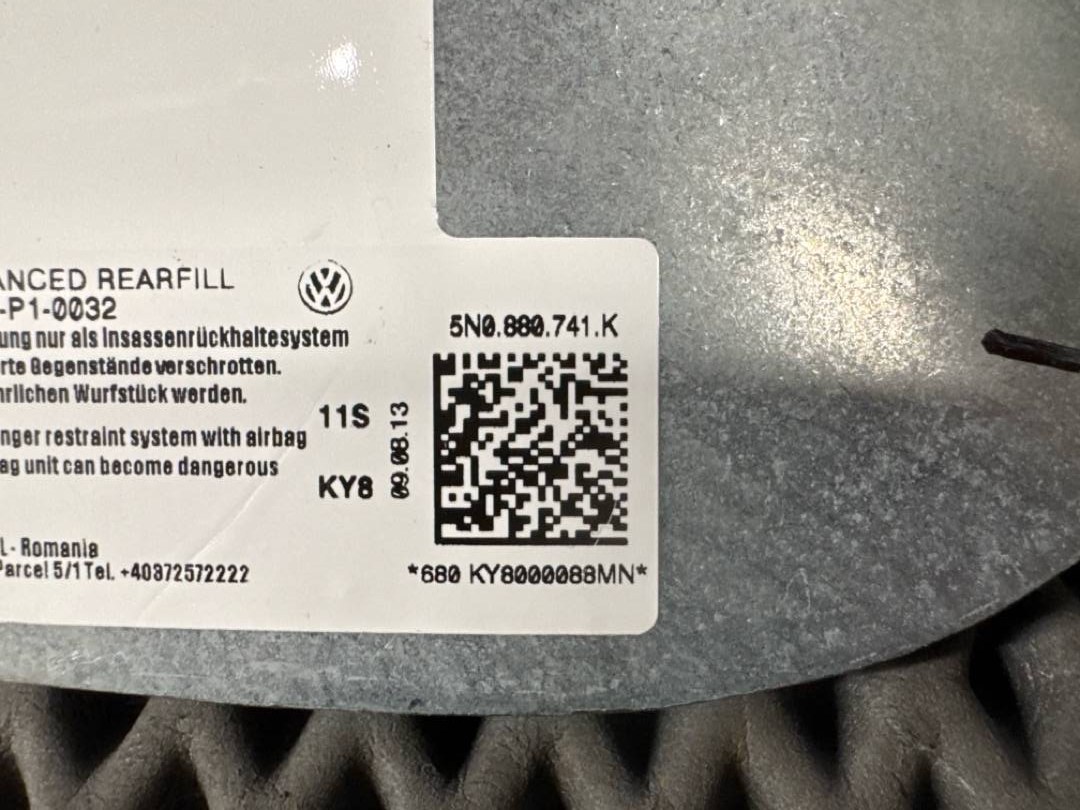 ANCED REARFILL
-P1-0032
ung nur als Insassenrückhaltesystem
rte Gegenstände verschrotten.
hrlichen Wurfstück werden.
nger restraint system with airbag
ag unit can become dangerous
L - Romania
Parcel 5/1 Tel. +40372572222
11S
KY8
09.08.13
5N0.880.741.K
*680 KY8000088MN*